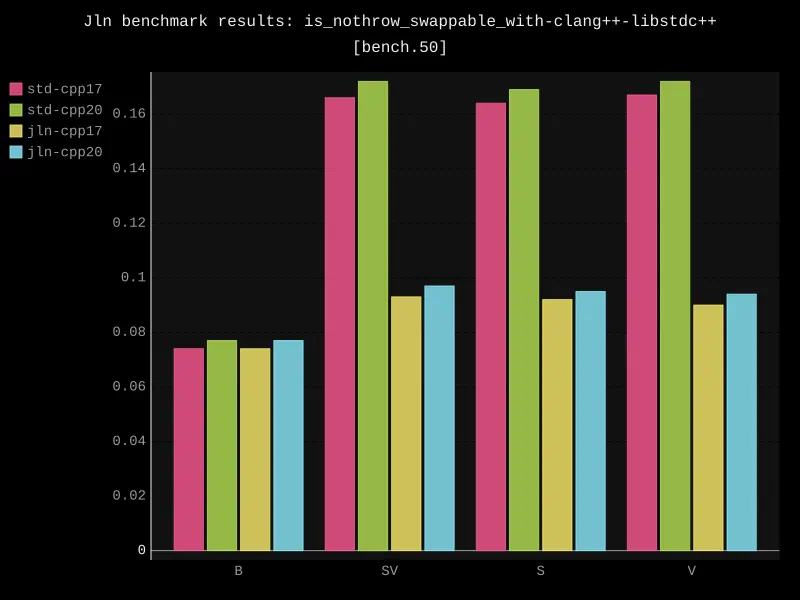 Jln benchmark results: is_nothrow_swappable_with-clang++-libstdc++
[bench.50]
std-cpp17
std-cpp20
jln-cpp17
jln-cpp20
0.16
0.14
0.12
0.1
0.08
0.06
0.04
0.02
0
B SV S V